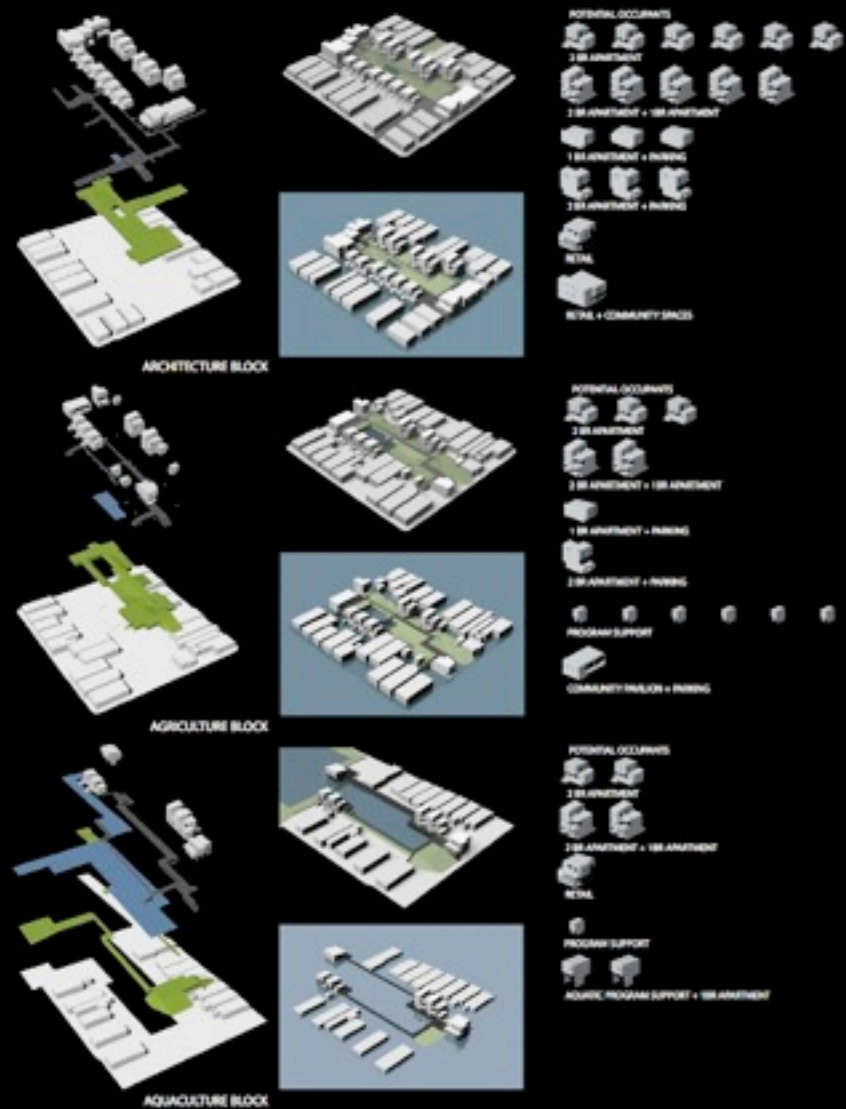 POTENTIAL OCCUPANTS
2 BR APARTMENT
2 BR APARTMENT + 1BR APARTMENT
1 BR APARTMENT + PARKING
2 BR APARTMENT + PARKING
RETAIL
RETAIL + COMMUNITY SPACES
ARCHITECTURE BLOCK
POTENTIAL OCCUPANTS
2 BR APARTMENT
2 BR APARTMENT + 1BR APARTMENT
1 BR APARTMENT + PARKING
2 BR APARTMENT + PARKING
PROGRAM SUPPORT
COMMUNITY PAVILION + PARKING
AGRICULTURE BLOCK
POTENTIAL OCCUPANTS
2 BR APARTMENT
2 BR APARTMENT + 1BR APARTMENT
RETAIL
PROGRAM SUPPORT
AQUATIC PROGRAM SUPPORT + 1BR APARTMENT
AQUACULTURE BLOCK